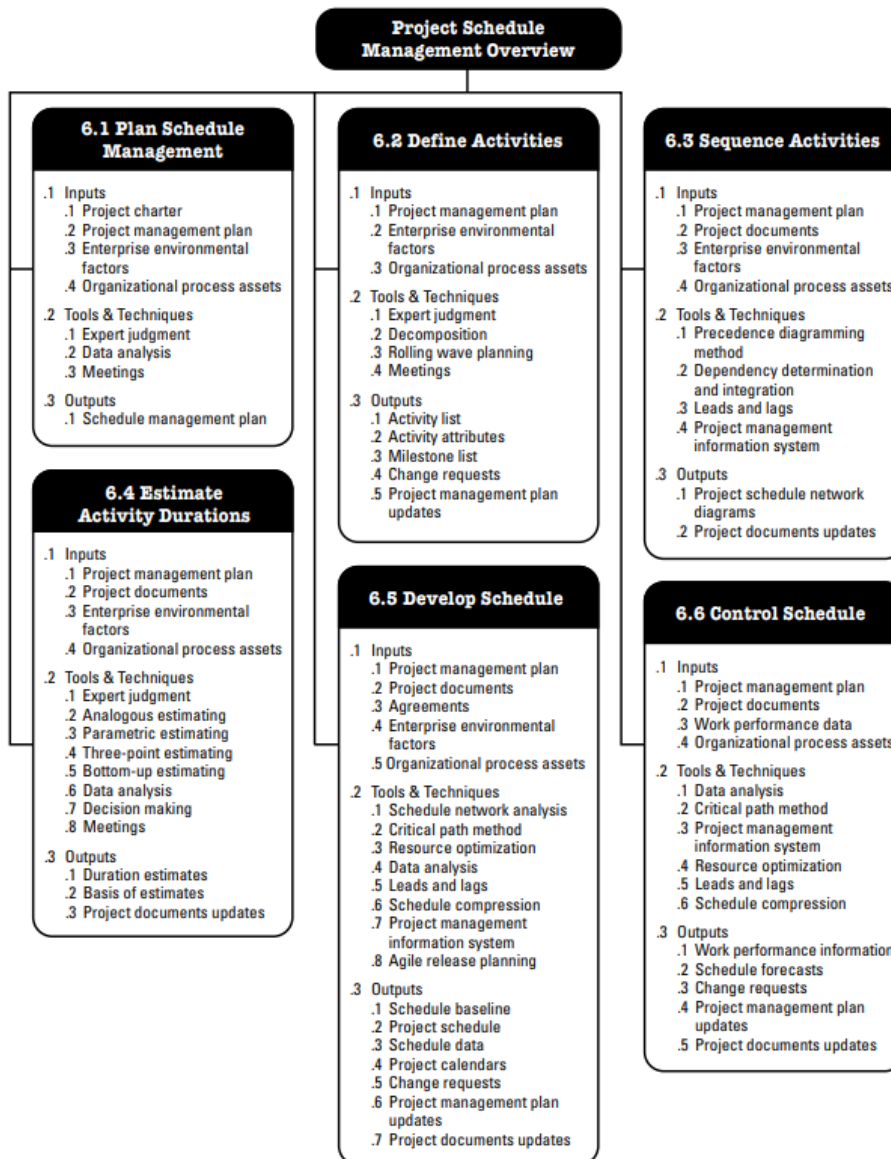 Project Schedule
Management Overview
6.1 Plan Schedule
Management
.1 Inputs
.1 Project charter
.2 Project management plan
.3 Enterprise environmental
factors
.4 Organizational process assets
.2 Tools & Techniques
.1 Expert judgment
.2 Data analysis
.3 Meetings
.3 Outputs
.1 Schedule management plan
6.2 Define Activities
.1 Inputs
.1 Project management plan
.2 Enterprise environmental
factors
.3 Organizational process assets
.2 Tools & Techniques
.1 Expert judgment
.2 Decomposition
.3 Rolling wave planning
.4 Meetings
.3 Outputs
.1 Activity list
.2 Activity attributes
.3 Milestone list
.4 Change requests
.5 Project management plan
updates
6.3 Sequence Activities
.1 Inputs
.1 Project management plan
.2 Project documents
.3 Enterprise environmental
factors
.4 Organizational process assets
.2 Tools & Techniques
.1 Precedence diagramming
method
.2 Dependency determination
and integration
.3 Leads and lags
.4 Project management
information system
.3 Outputs
.1 Project schedule network
diagrams
.2 Project documents updates
6.4 Estimate
Activity Durations
.1 Inputs
.1 Project management plan
.2 Project documents
.3 Enterprise environmental
factors
.4 Organizational process assets
.2 Tools & Techniques
.1 Expert judgment
.2 Analogous estimating
.3 Parametric estimating
.4 Three-point estimating
.5 Bottom-up estimating
.6 Data analysis
.7 Decision making
.8 Meetings
.3 Outputs
.1 Duration estimates
.2 Basis of estimates
.3 Project documents updates
6.5 Develop Schedule
.1 Inputs
.1 Project management plan
.2 Project documents
.3 Agreements
.4 Enterprise environmental
factors
.5 Organizational process assets
.2 Tools & Techniques
.1 Schedule network analysis
.2 Critical path method
.3 Resource optimization
.4 Data analysis
.5 Leads and lags
.6 Schedule compression
.7 Project management
information system
.8 Agile release planning
.3 Outputs
.1 Schedule baseline
.2 Project schedule
.3 Schedule data
.4 Project calendars
.5 Change requests
.6 Project management plan
updates
.7 Project documents updates
6.6 Control Schedule
.1 Inputs
.1 Project management plan
.2 Project documents
.3 Work performance data
.4 Organizational process assets
.2 Tools & Techniques
.1 Data analysis
.2 Critical path method
.3 Project management
information system
.4 Resource optimization
.5 Leads and lags
.6 Schedule compression
.3 Outputs
.1 Work performance information
.2 Schedule forecasts
.3 Change requests
.4 Project management plan
updates
.5 Project documents updates